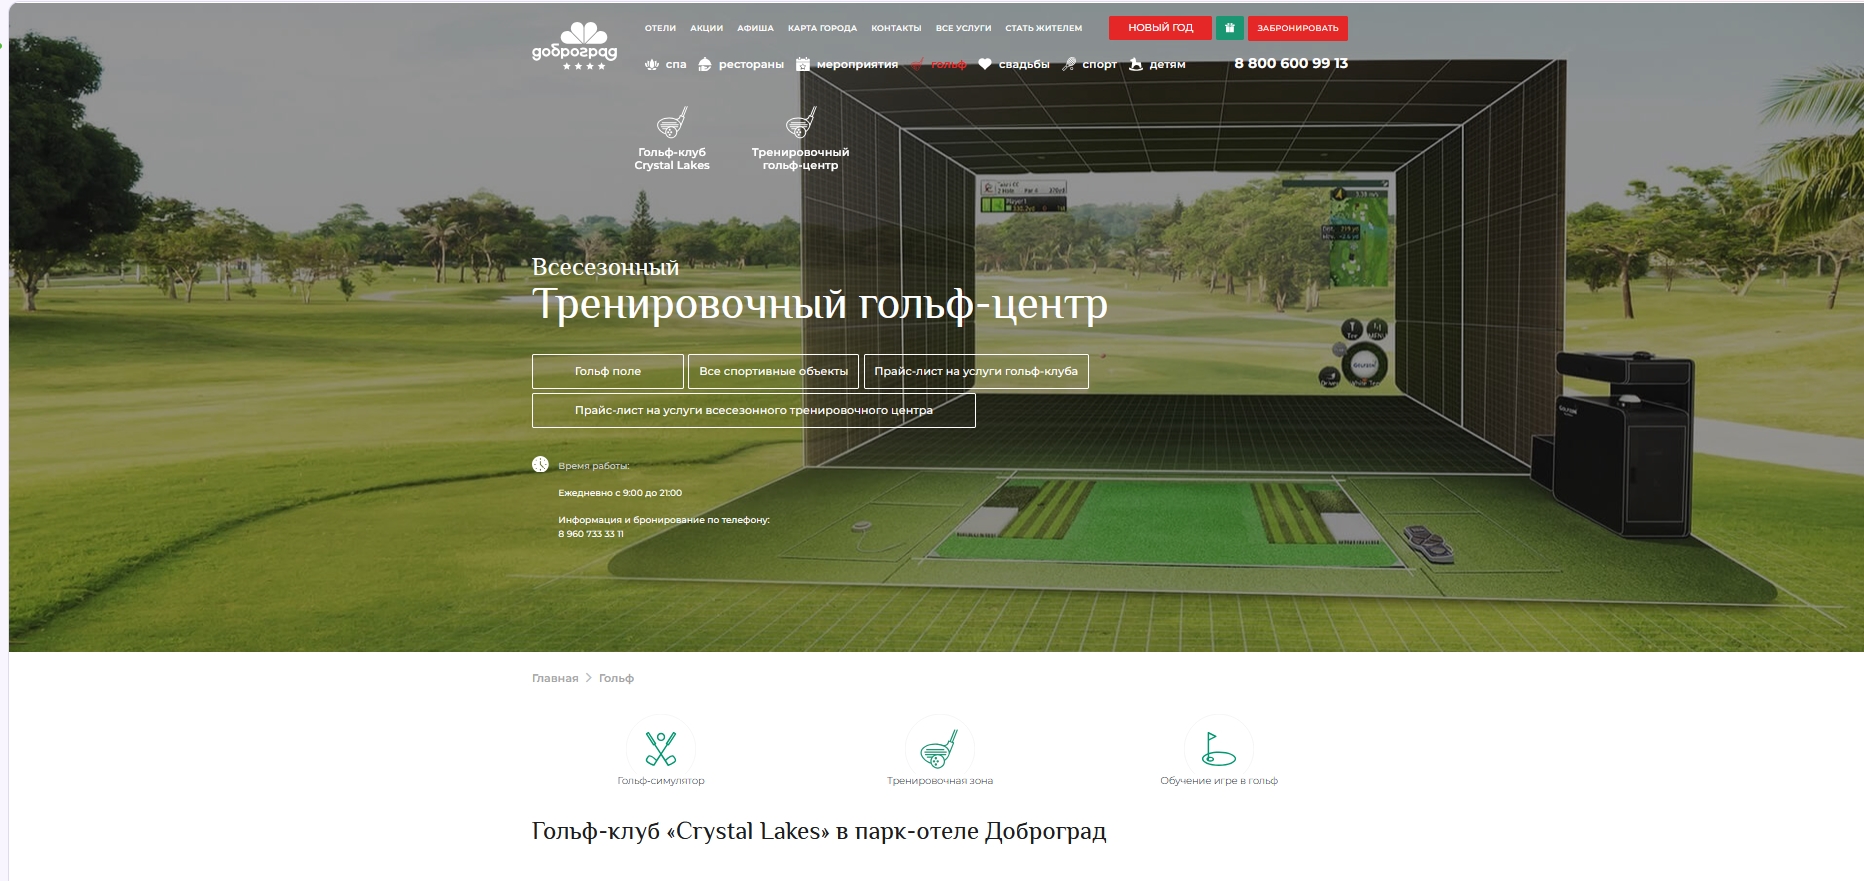 доброград
ОТЕЛИ АКЦИИ АФИША КАРТА ГОРОДА КОНТАКТЫ ВСЕ УСЛУГИ СТАТЬ ЖИТЕЛЕМ НОВЫЙ ГОД ЗАБРОНИРОВАТЬ
спа рестораны мероприятия гольф свадьбы спорт детям 8 800 600 99 13
Гольф-клуб
Crystal Lakes
Тренировочный
гольф-центр
Всесезонный
Тренировочный гольф-центр
Гольф поле Все спортивные объекты Прайс-лист на услуги гольф-клуба
Прайс-лист на услуги всесезонного тренировочного центра
Время работы:
Ежедневно с 9:00 до 21:00
Информация и бронирование по телефону:
8 960 733 33 11
Player1
GOLFZON
Главная > Гольф
Гольф-симулятор Тренировочная зона Обучение игре в гольф
Гольф-клуб «Crystal Lakes» в парк-отеле Доброград